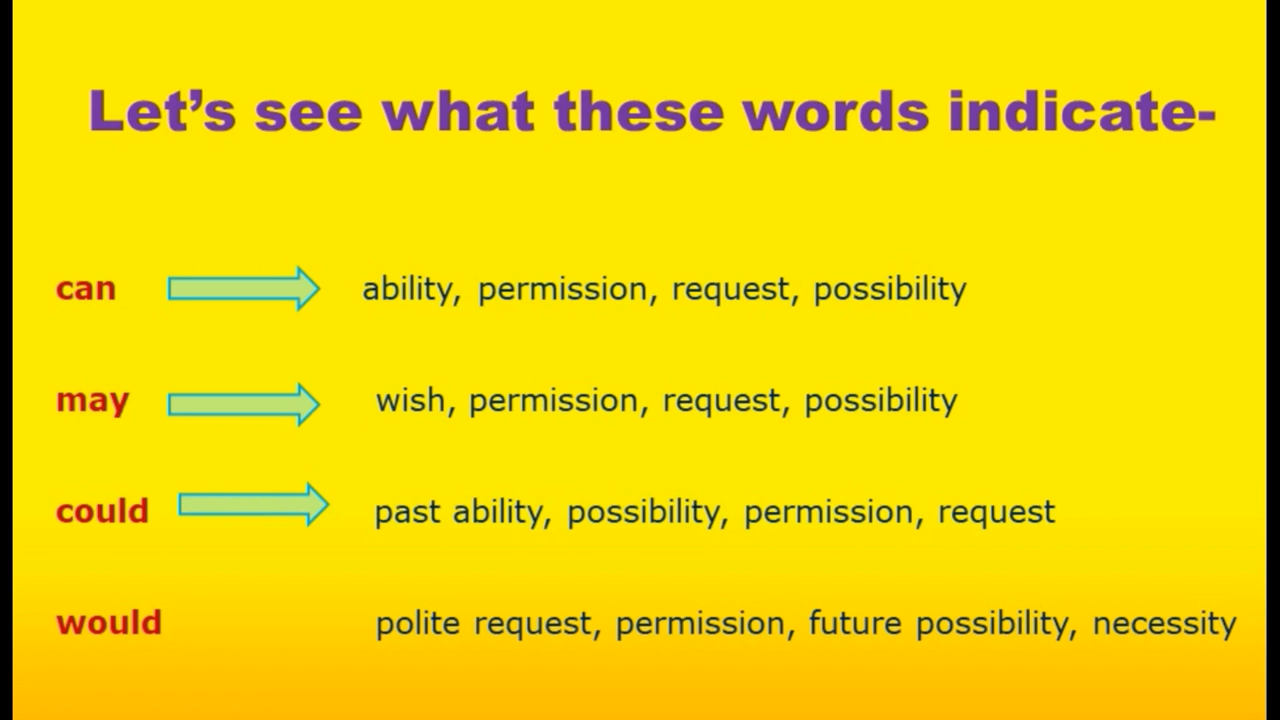 Let’s see what these words indicate-
can ability, permission, request, possibility
may wish, permission, request, possibility
could past ability, possibility, permission, request
would polite request, permission, future possibility, necessity